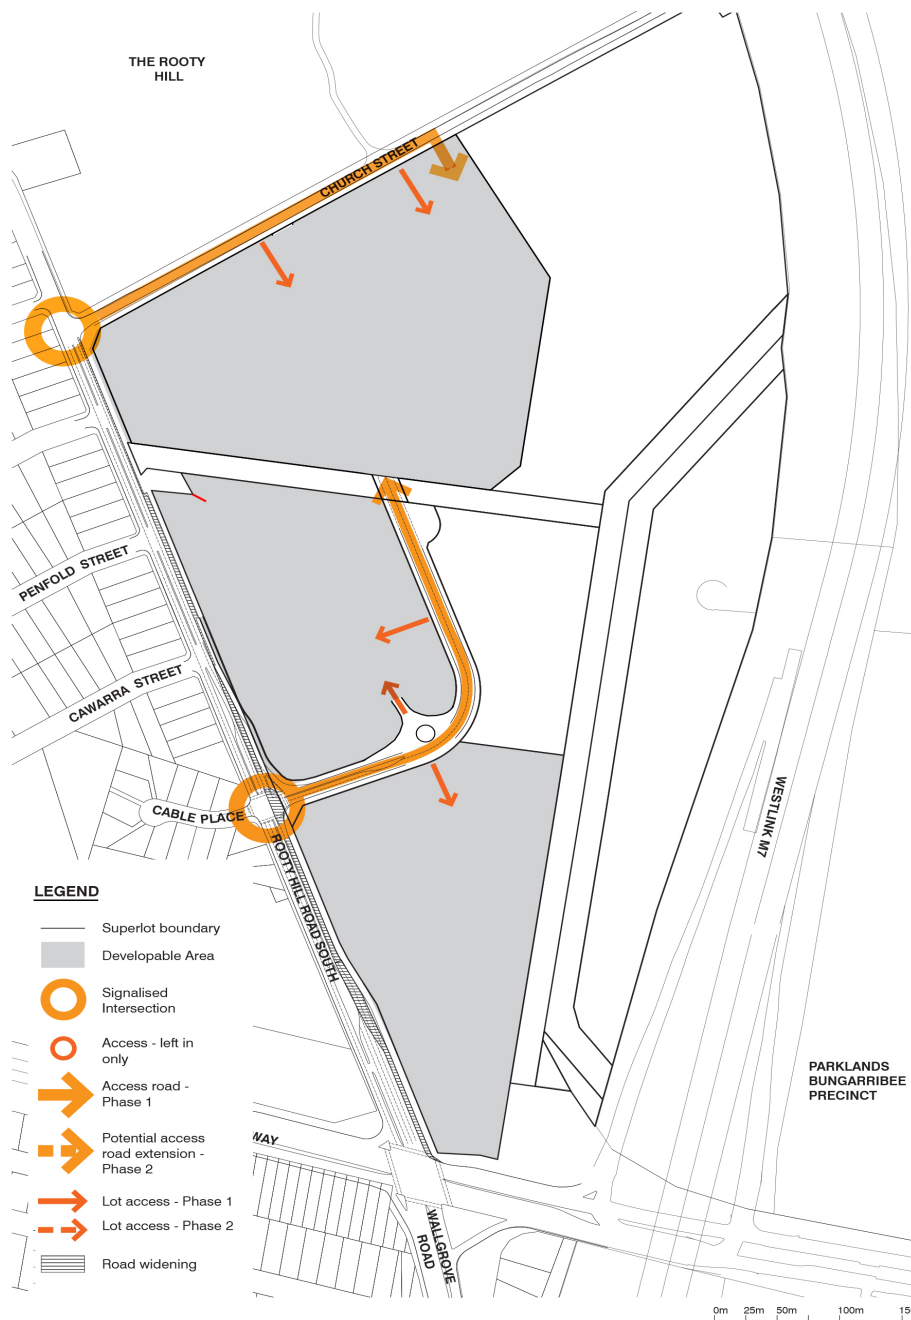 THE ROOTY
HILL
CHURCH STREET
PENFOLD STREET
CAWARRA STREET
CABLE PLACE
ROOTY HILL ROAD SOUTH
WESTLINK M7
PARKLANDS
BUNGARRIBEE
PRECINCT
WAY
WALLGROVE
ROAD
LEGEND
Superlot boundary
Developable Area
Signalised
Intersection
Access - left in
only
Access road -
Phase 1
Potential access
road extension -
Phase 2
Lot access - Phase 1
Lot access - Phase 2
Road widening
0m 25m 50m 100m 15